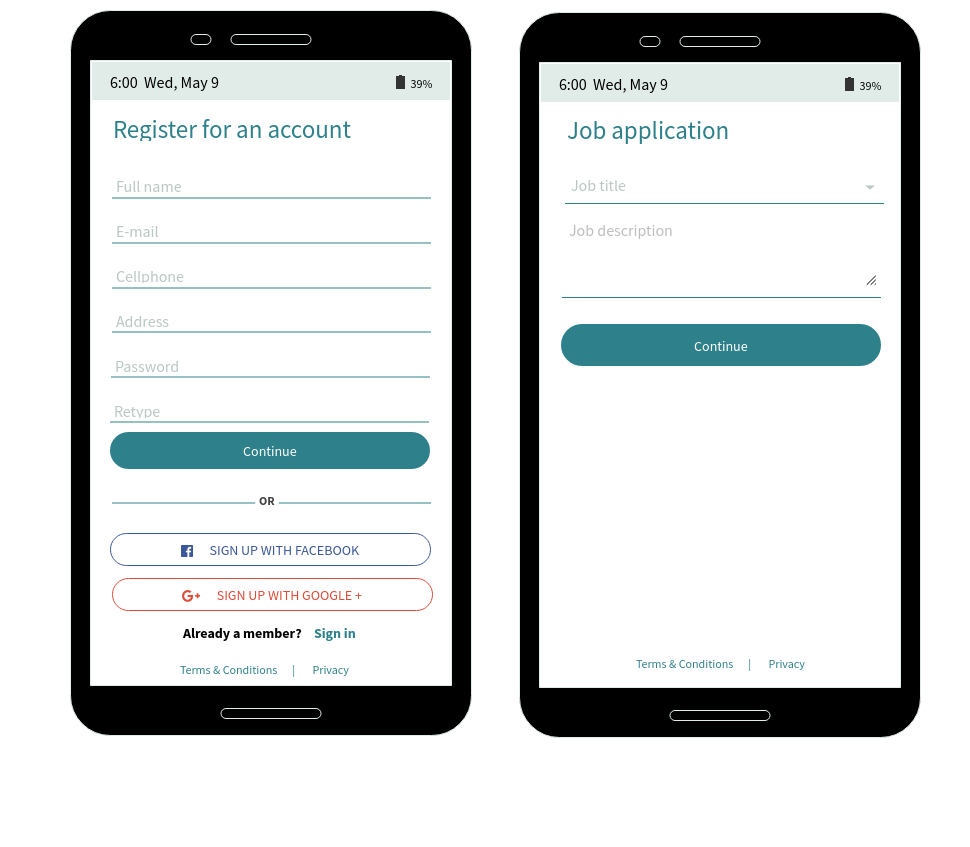 6:00 Wed, May 9 39%
Register for an account
Full name
E-mail
Cellphone
Address
Password
Retype
Continue
OR
SIGN UP WITH FACEBOOK
G+ SIGN UP WITH GOOGLE +
Already a member? Sign in
Terms & Conditions | Privacy
6:00 Wed, May 9 39%
Job application
Job title
Job description
Continue
Terms & Conditions | Privacy